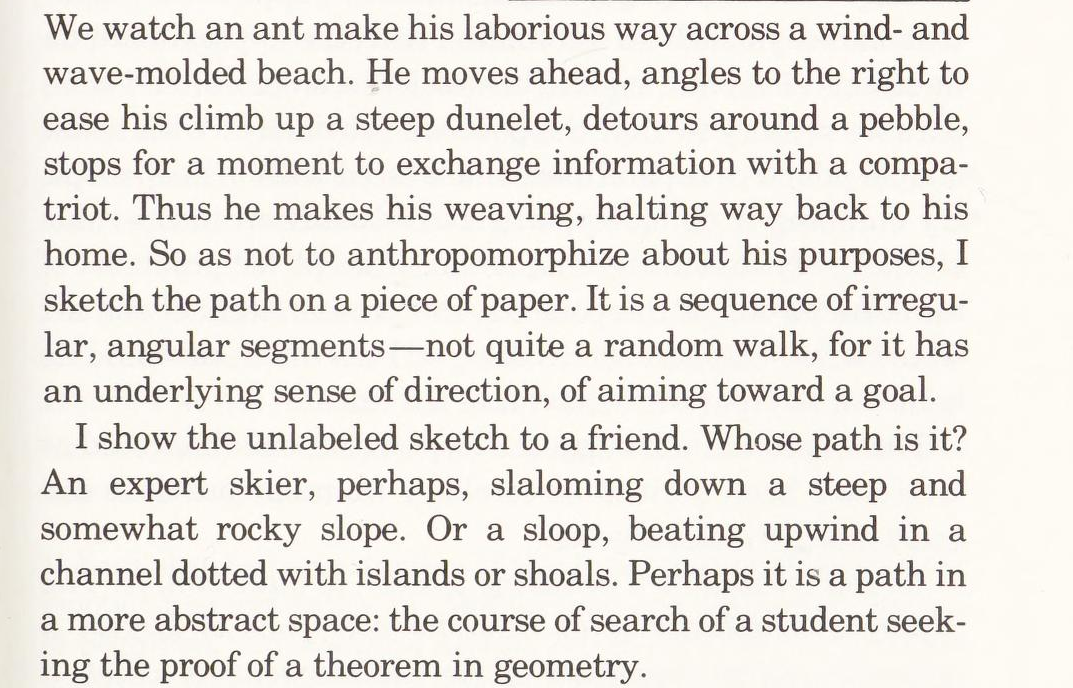 We watch an ant make his laborious way across a wind- and
wave-molded beach. He moves ahead, angles to the right to
ease his climb up a steep dunelet, detours around a pebble,
stops for a moment to exchange information with a compa-
triot. Thus he makes his weaving, halting way back to his
home. So as not to anthropomorphize about his purposes, I
sketch the path on a piece of paper. It is a sequence of irregu-
lar, angular segments—not quite a random walk, for it has
an underlying sense of direction, of aiming toward a goal.
I show the unlabeled sketch to a friend. Whose path is it?
An expert skier, perhaps, slaloming down a steep and
somewhat rocky slope. Or a sloop, beating upwind in a
channel dotted with islands or shoals. Perhaps it is a path in
a more abstract space: the course of search of a student seek-
ing the proof of a theorem in geometry.